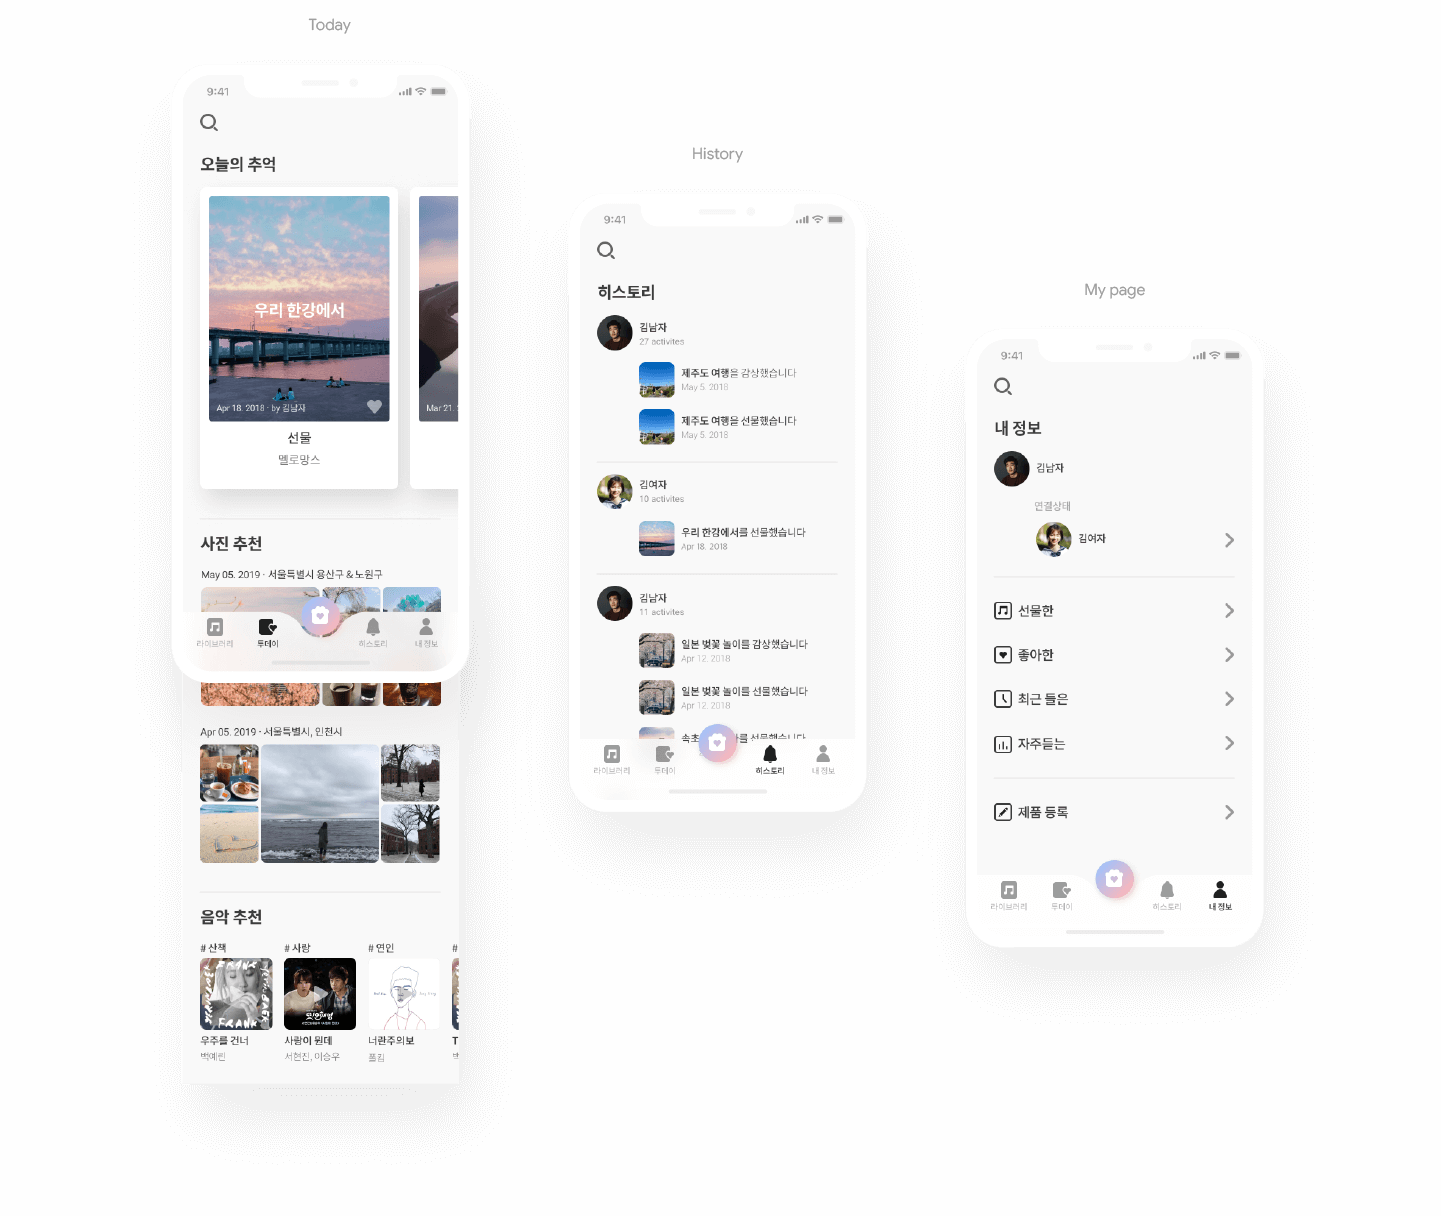 Today
9:41
오늘의 추억
우리 한강에서
Apr 18. 2018 · by 김남자
Mar 21.
선물
멜로망스
사진 추천
May 05. 2019 · 서울특별시 용산구 & 노원구
라이브러리
투데이
히스토리
내 정보
Apr 05. 2019 · 서울특별시, 인천시
음악 추천
# 산책
# 사랑
# 연인
#
FRANK
FRANK
우주를 건너
사랑이 뭔데
너란주의보
T
백예린
서현진, 이승우
폴킴
History
9:41
히스토리
김남자
27 activites
제주도 여행을 감상했습니다
May 5. 2018
제주도 여행을 선물했습니다
May 5. 2018
김여자
10 activites
우리 한강에서를 선물했습니다
Apr 18. 2018
김남자
11 activites
일본 벚꽃 놀이를 감상했습니다
Apr 12. 2018
일본 벚꽃 놀이를 선물했습니다
Apr 12. 2018
속초
를 선물했습니다
라이브러리
투데이
히스토리
내 정보
My page
9:41
내 정보
김남자
연결상태
김여자
선물한
좋아한
최근 들은
자주듣는
제품 등록
라이브러리
투데이
히스토리
내 정보